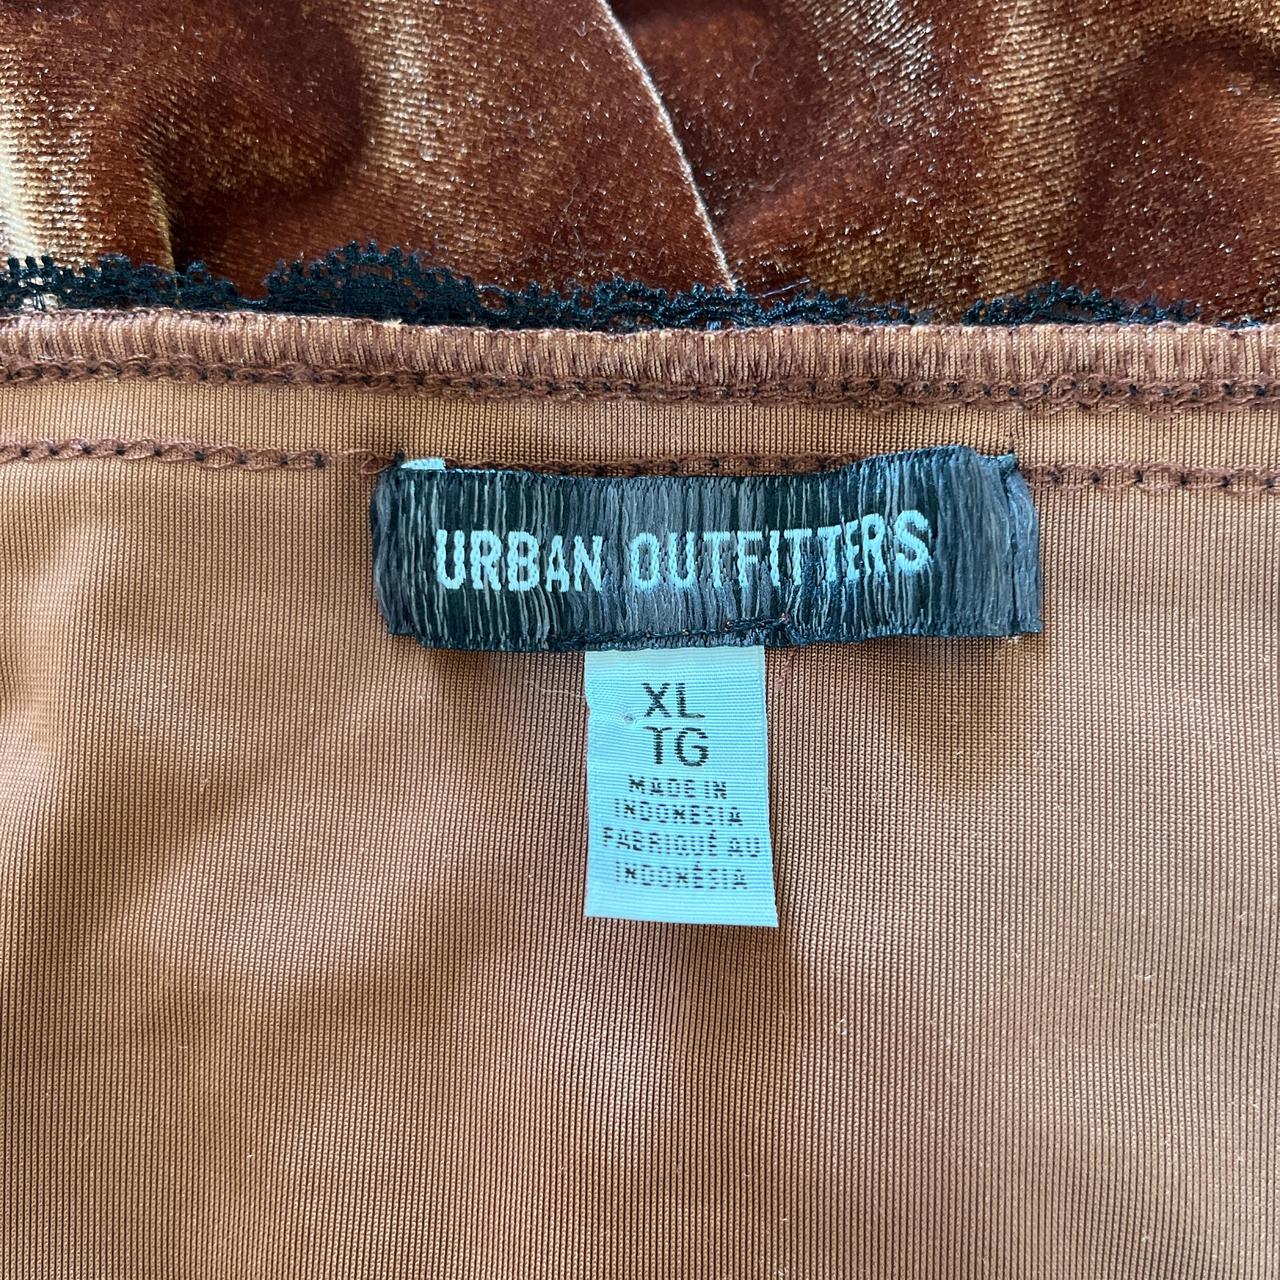 URBAN OUTFITTERS
XL
TG
MADE IN
INDONESIA
FABRIQUÉ AU
INDONÉSIA